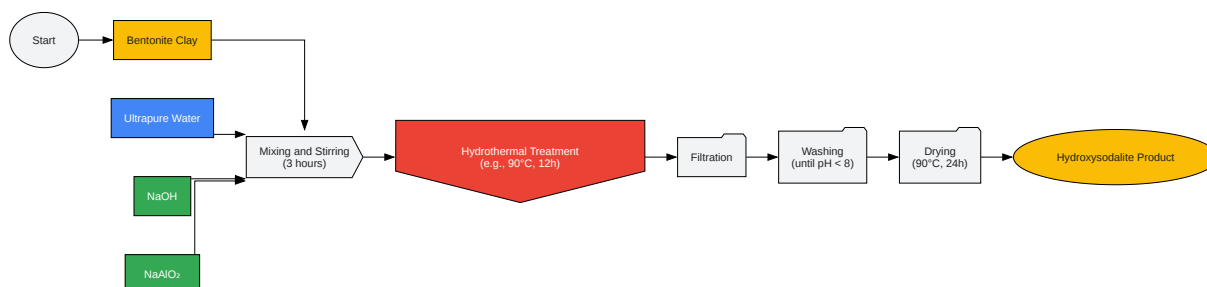 Start
Bentonite Clay
Ultrapure Water
Mixing and Stirring
(3 hours)
NaOH
NaAlO₂
Hydrothermal Treatment
(e.g., 90°C, 12h)
Filtration
Washing
(until pH < 8)
Drying
(90°C, 24h)
Hydroxysodalite Product